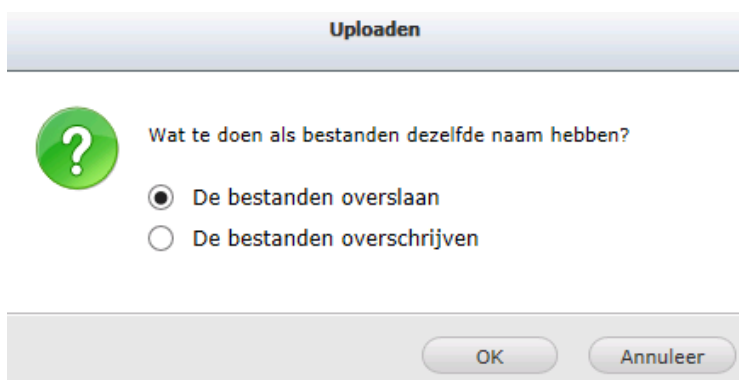 Uploaden
Wat te doen als bestanden dezelfde naam hebben?
De bestanden overslaan
De bestanden overschrijven
OK Annuleer